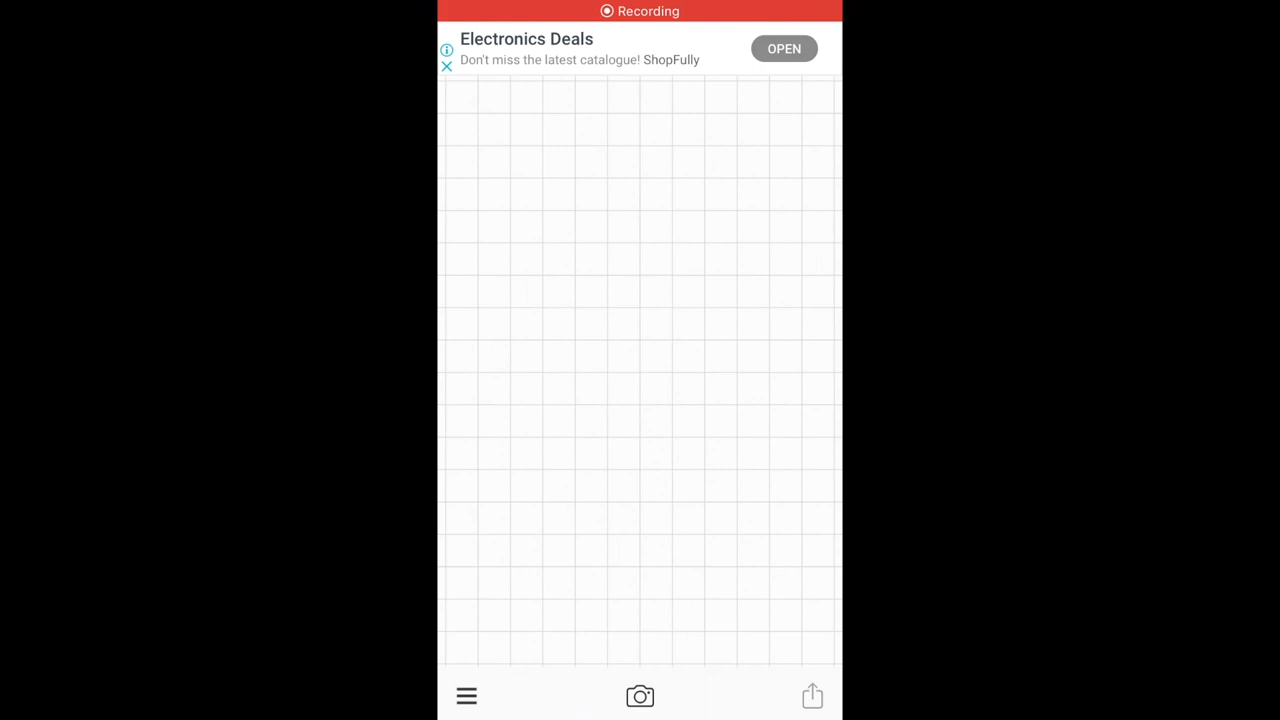 Recording
Electronics Deals
Don't miss the latest catalogue! ShopFully
OPEN